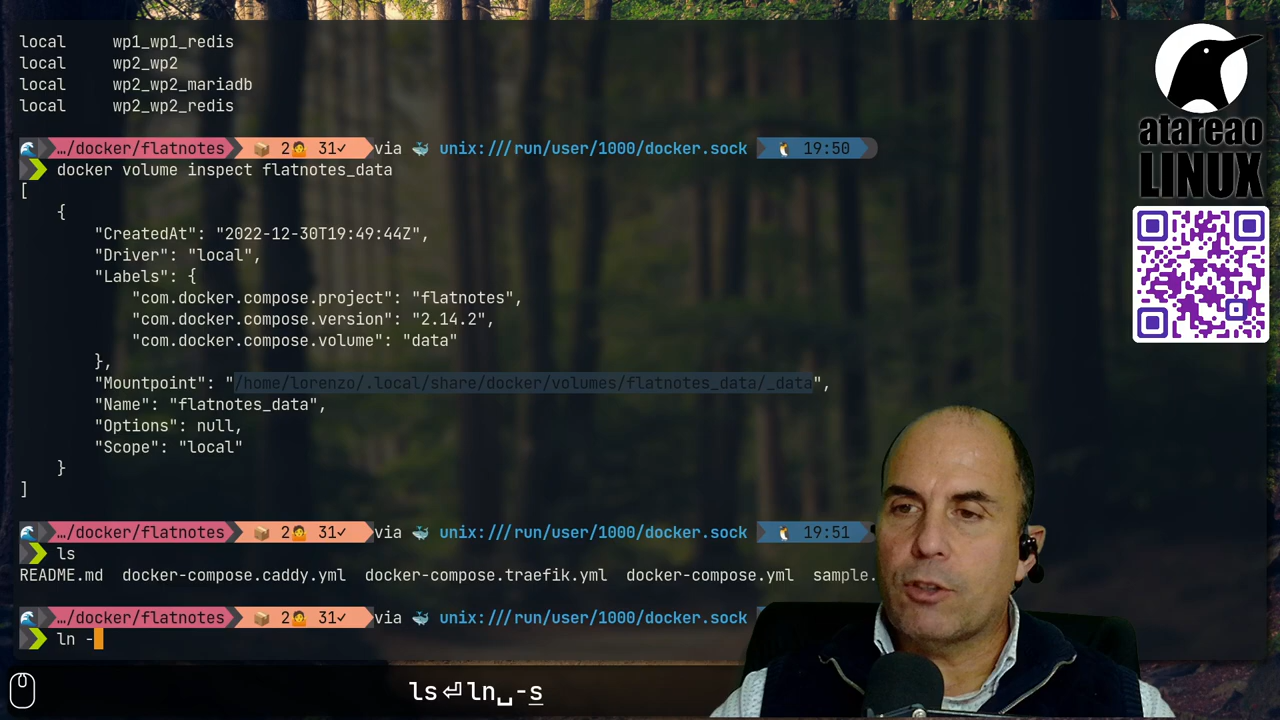 local     wp1_wp1_redis
local     wp2_wp2
local     wp2_wp2_mariadb
local     wp2_wp2_redis
…/docker/flatnotes 2 31✓ via unix:///run/user/1000/docker.sock 19:50
docker volume inspect flatnotes_data
[
    {
        "CreatedAt": "2022-12-30T19:49:44Z",
        "Driver": "local",
        "Labels": {
            "com.docker.compose.project": "flatnotes",
            "com.docker.compose.version": "2.14.2",
            "com.docker.compose.volume": "data"
        },
        "Mountpoint": "/home/lorenzo/.local/share/docker/volumes/flatnotes_data/_data",
        "Name": "flatnotes_data",
        "Options": null,
        "Scope": "local"
    }
]
…/docker/flatnotes 2 31✓ via unix:///run/user/1000/docker.sock 19:51
ls
README.md  docker-compose.caddy.yml  docker-compose.traefik.yml  docker-compose.yml  sample.
…/docker/flatnotes 2 31✓ via unix:///run/user/1000/docker.sock
ln -
ls⏎ln␣-s
atareao
LINUX